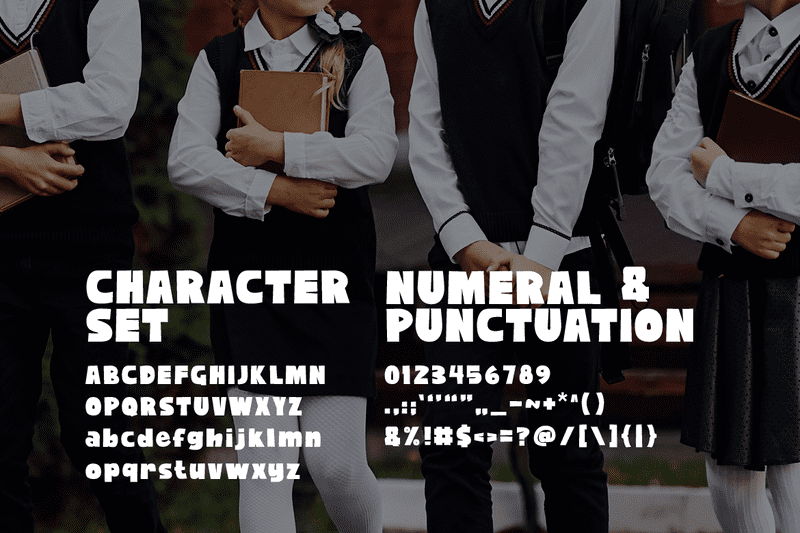 CHARACTER
SET
ABCDEFGHIJKLMN
OPQRSTUVWXYZ
abcdefghijklmn
opqrstuvwxyz
NUMERAL &
PUNCTUATION
0123456789
.,:;‘’“”„_-~+*^()
&%!#$<>=?@/[\]{|}